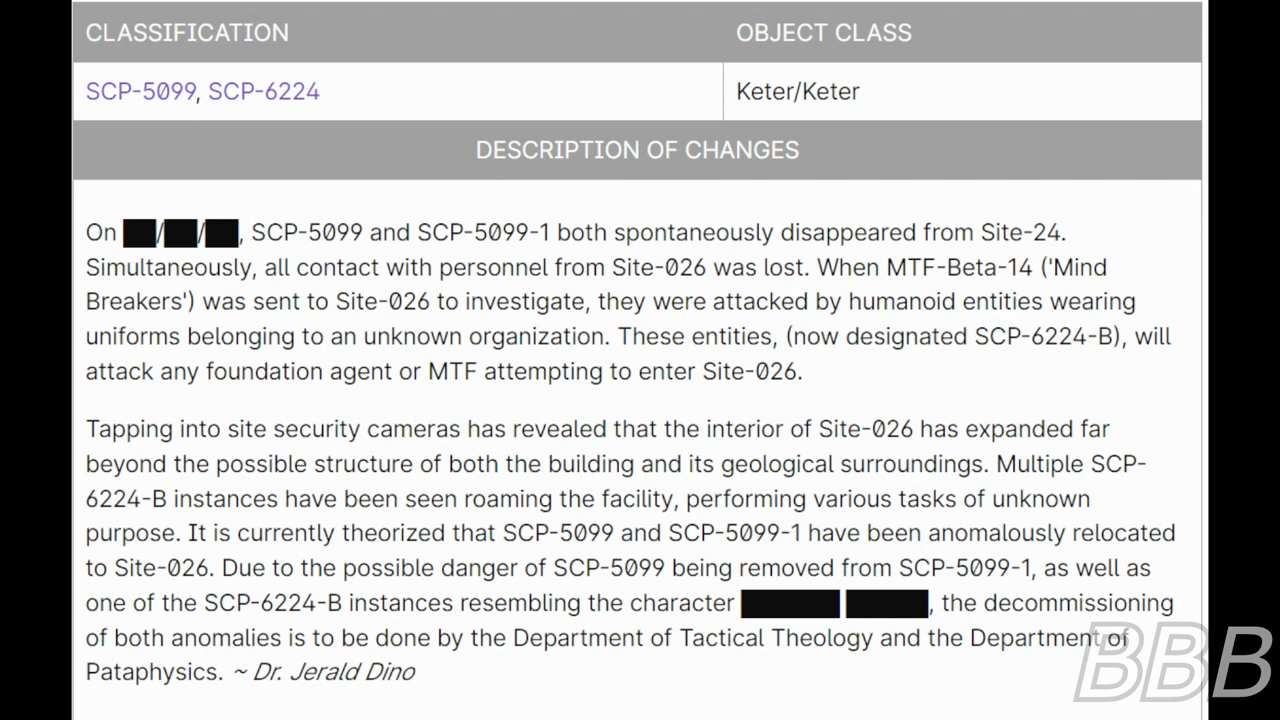 CLASSIFICATION OBJECT CLASS
SCP-5099, SCP-6224 Keter/Keter
DESCRIPTION OF CHANGES
On ██/██/██, SCP-5099 and SCP-5099-1 both spontaneously disappeared from Site-24.
Simultaneously, all contact with personnel from Site-026 was lost. When MTF-Beta-14 ('Mind
Breakers') was sent to Site-026 to investigate, they were attacked by humanoid entities wearing
uniforms belonging to an unknown organization. These entities, (now designated SCP-6224-B), will
attack any foundation agent or MTF attempting to enter Site-026.
Tapping into site security cameras has revealed that the interior of Site-026 has expanded far
beyond the possible structure of both the building and its geological surroundings. Multiple SCP-
6224-B instances have been seen roaming the facility, performing various tasks of unknown
purpose. It is currently theorized that SCP-5099 and SCP-5099-1 have been anomalously relocated
to Site-026. Due to the possible danger of SCP-5099 being removed from SCP-5099-1, as well as
one of the SCP-6224-B instances resembling the character ██████ █████, the decommissioning
of both anomalies is to be done by the Department of Tactical Theology and the Department of
Pataphysics. ~ Dr. Jerald Dino
BBB